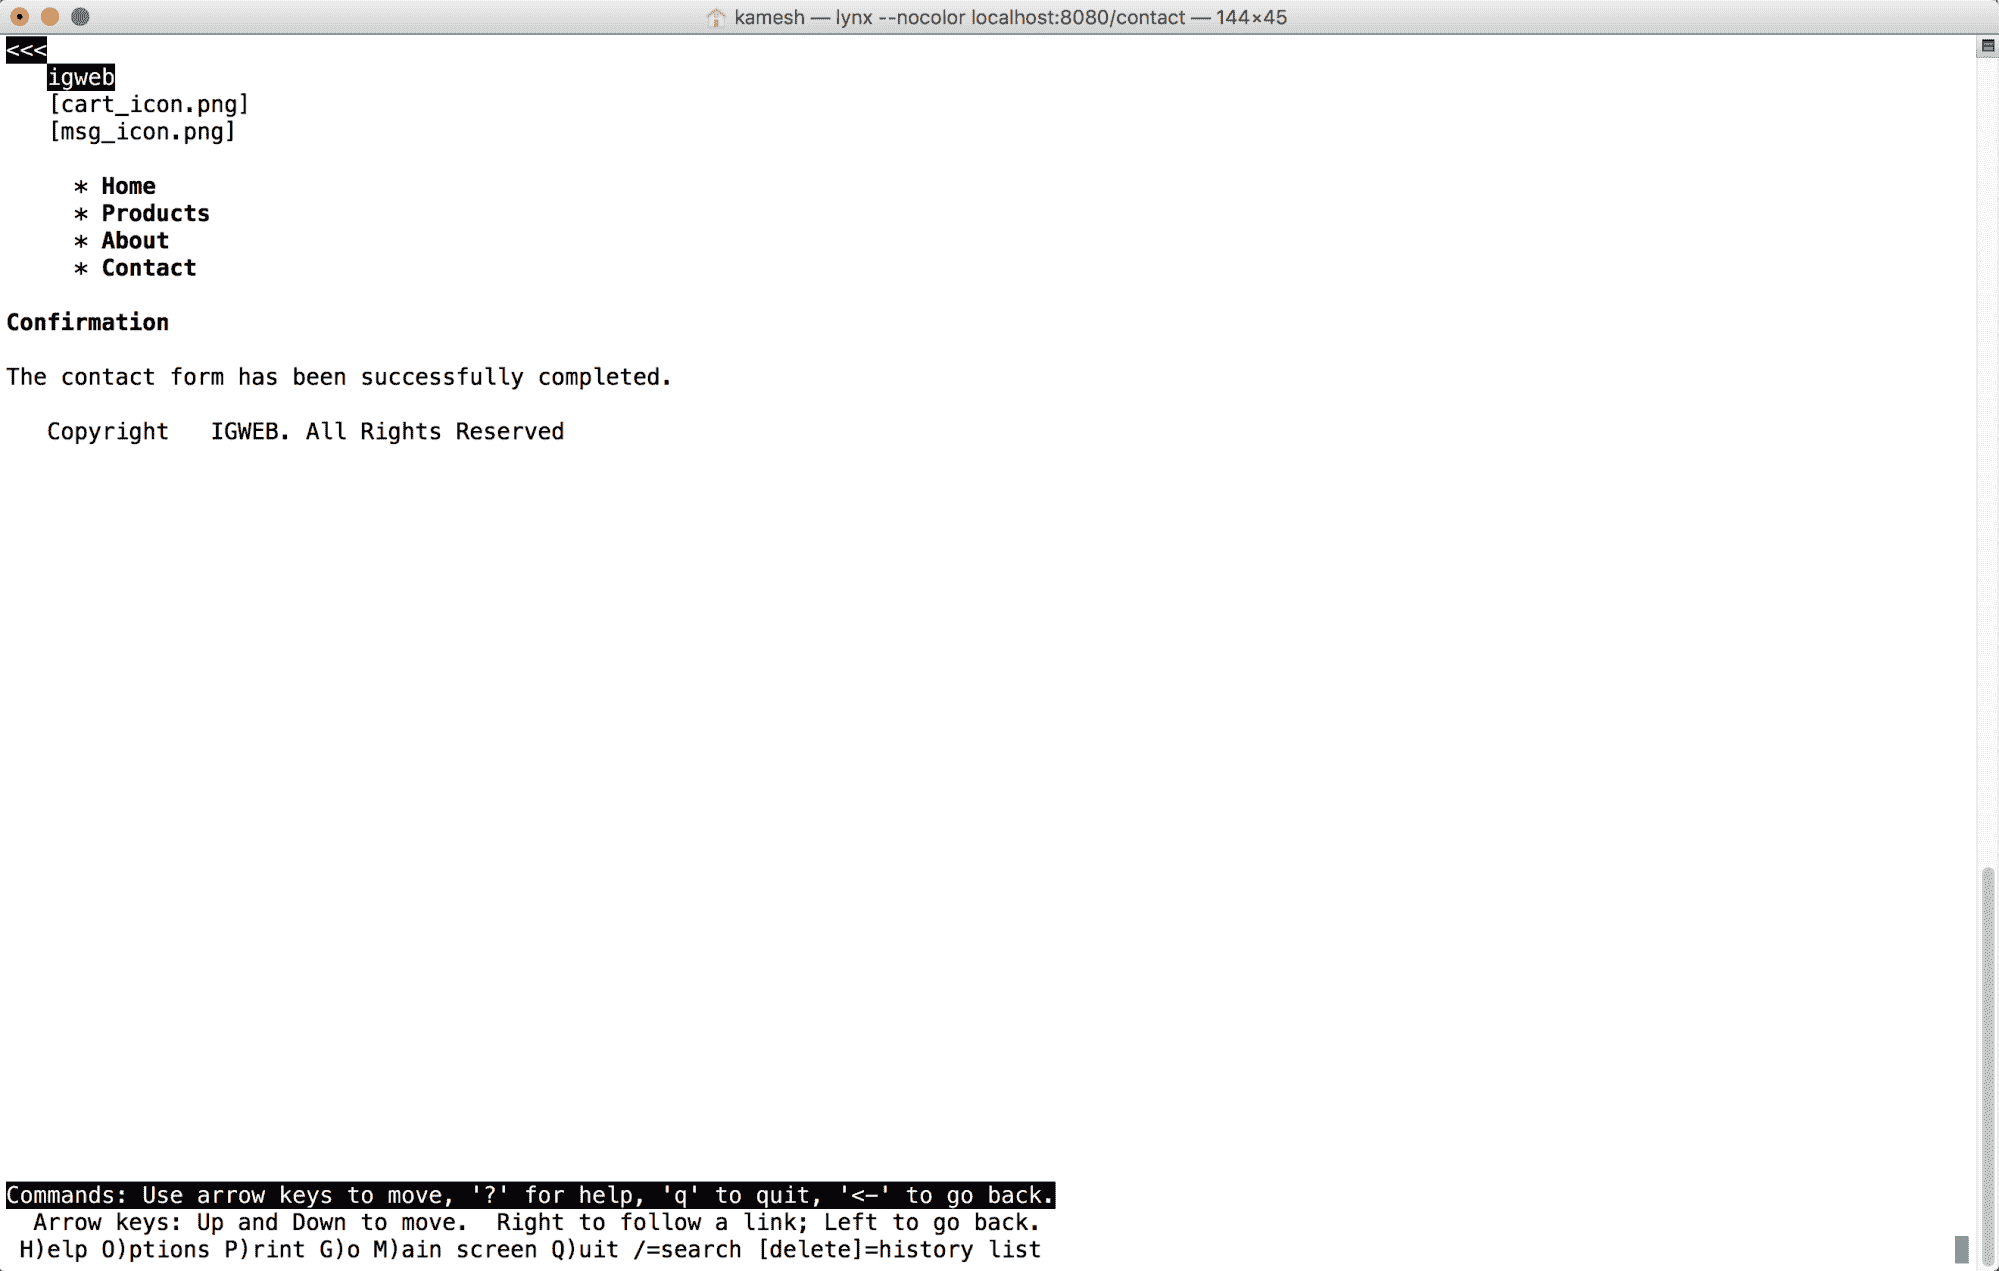 kamesh — lynx --nocolor localhost:8080/contact — 144×45
<<<
igweb
[cart_icon.png]
[msg_icon.png]
* Home
* Products
* About
* Contact
Confirmation
The contact form has been successfully completed.
Copyright   IGWEB. All Rights Reserved
Commands: Use arrow keys to move, '?' for help, 'q' to quit, '<-' to go back.
Arrow keys: Up and Down to move.  Right to follow a link; Left to go back.
H)elp O)ptions P)rint G)o M)ain screen Q)uit /=search [delete]=history list